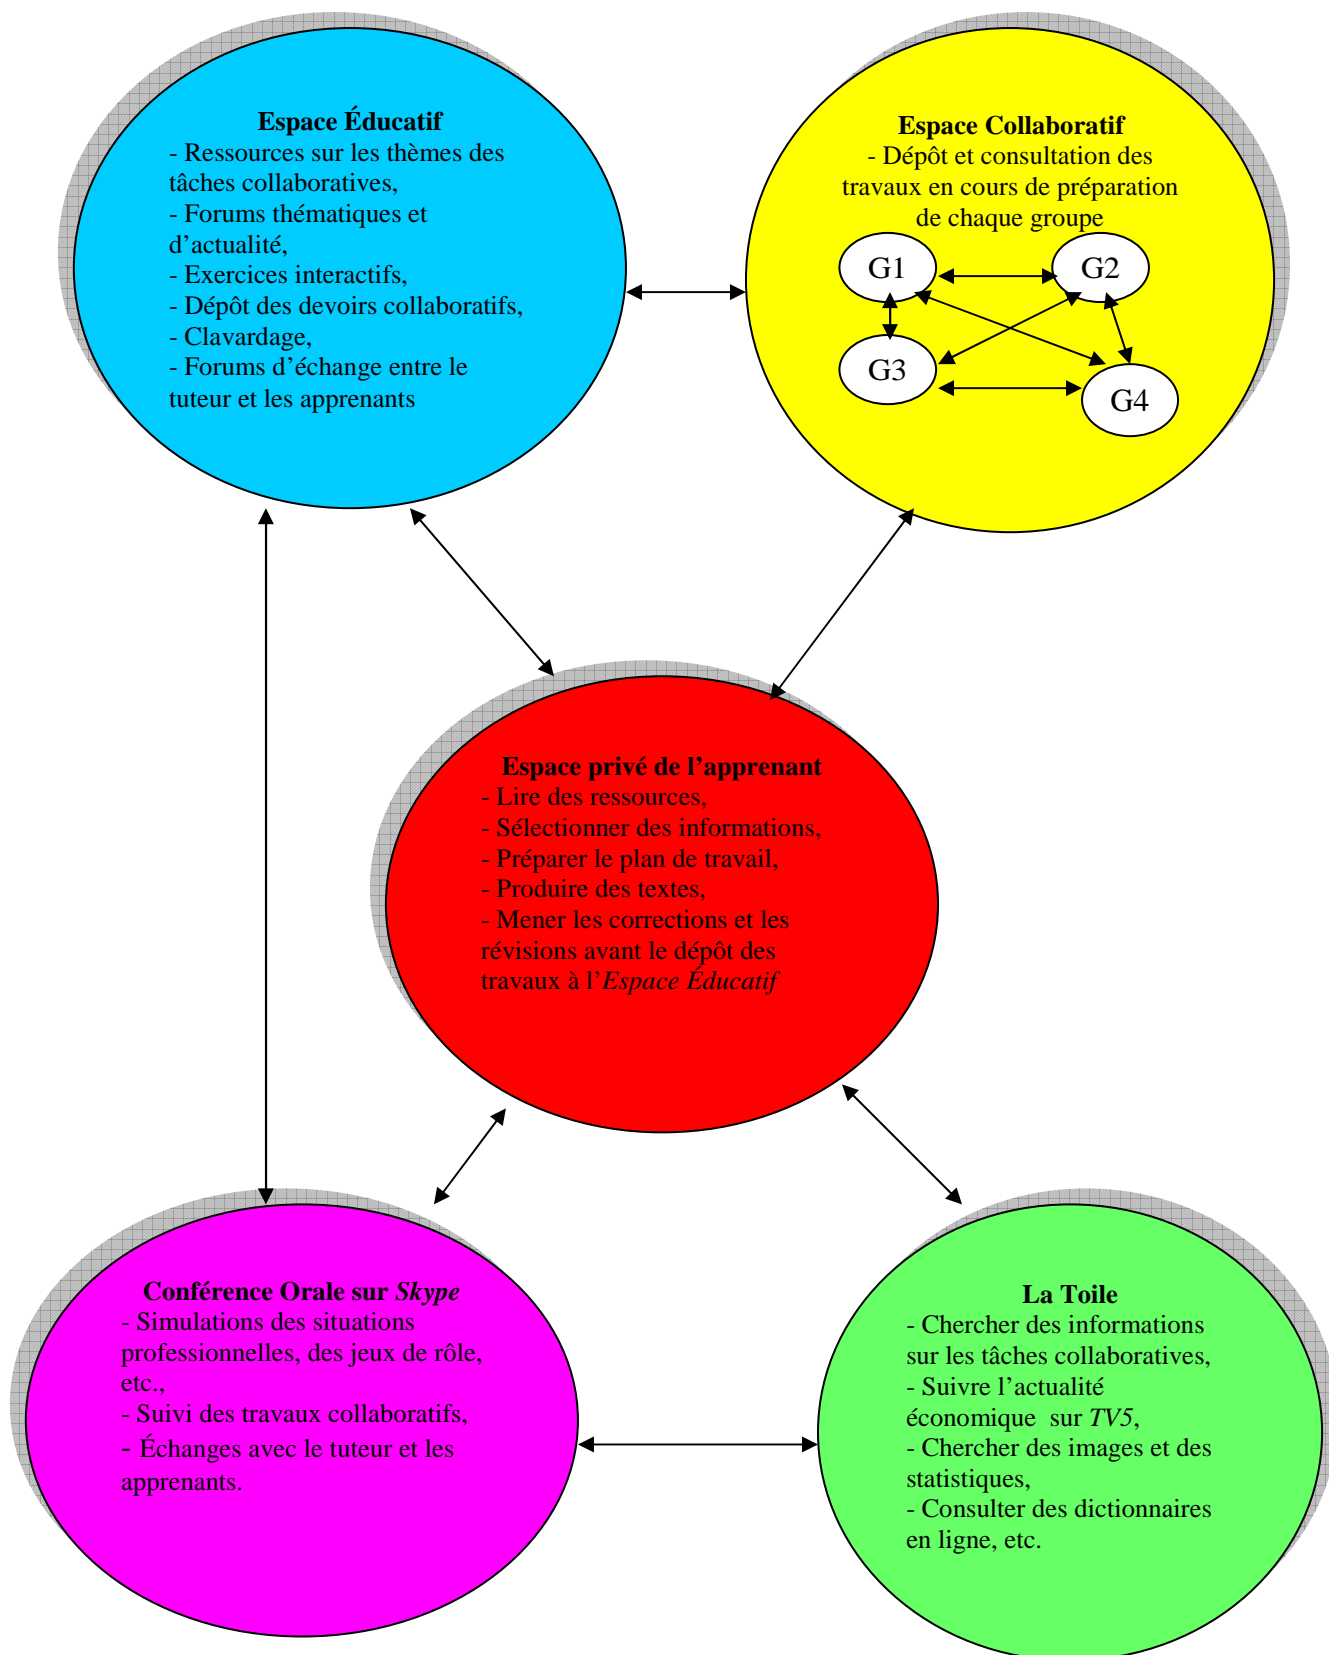 Espace Éducatif
- Ressources sur les thèmes des
tâches collaboratives,
- Forums thématiques et
d’actualité,
- Exercices interactifs,
- Dépôt des devoirs collaboratifs,
- Clavardage,
- Forums d’échange entre le
tuteur et les apprenants
Espace Collaboratif
- Dépôt et consultation des
travaux en cours de préparation
de chaque groupe
G1
G2
G3
G4
Espace privé de l’apprenant
- Lire des ressources,
- Sélectionner des informations,
- Préparer le plan de travail,
- Produire des textes,
- Mener les corrections et les
révisions avant le dépôt des
travaux à l’Espace Éducatif
Conférence Orale sur Skype
- Simulations des situations
professionnelles, des jeux de rôle,
etc.,
- Suivi des travaux collaboratifs,
- Échanges avec le tuteur et les
apprenants.
La Toile
- Chercher des informations
sur les tâches collaboratives,
- Suivre l’actualité
économique  sur TV5,
- Chercher des images et des
statistiques,
- Consulter des dictionnaires
en ligne, etc.